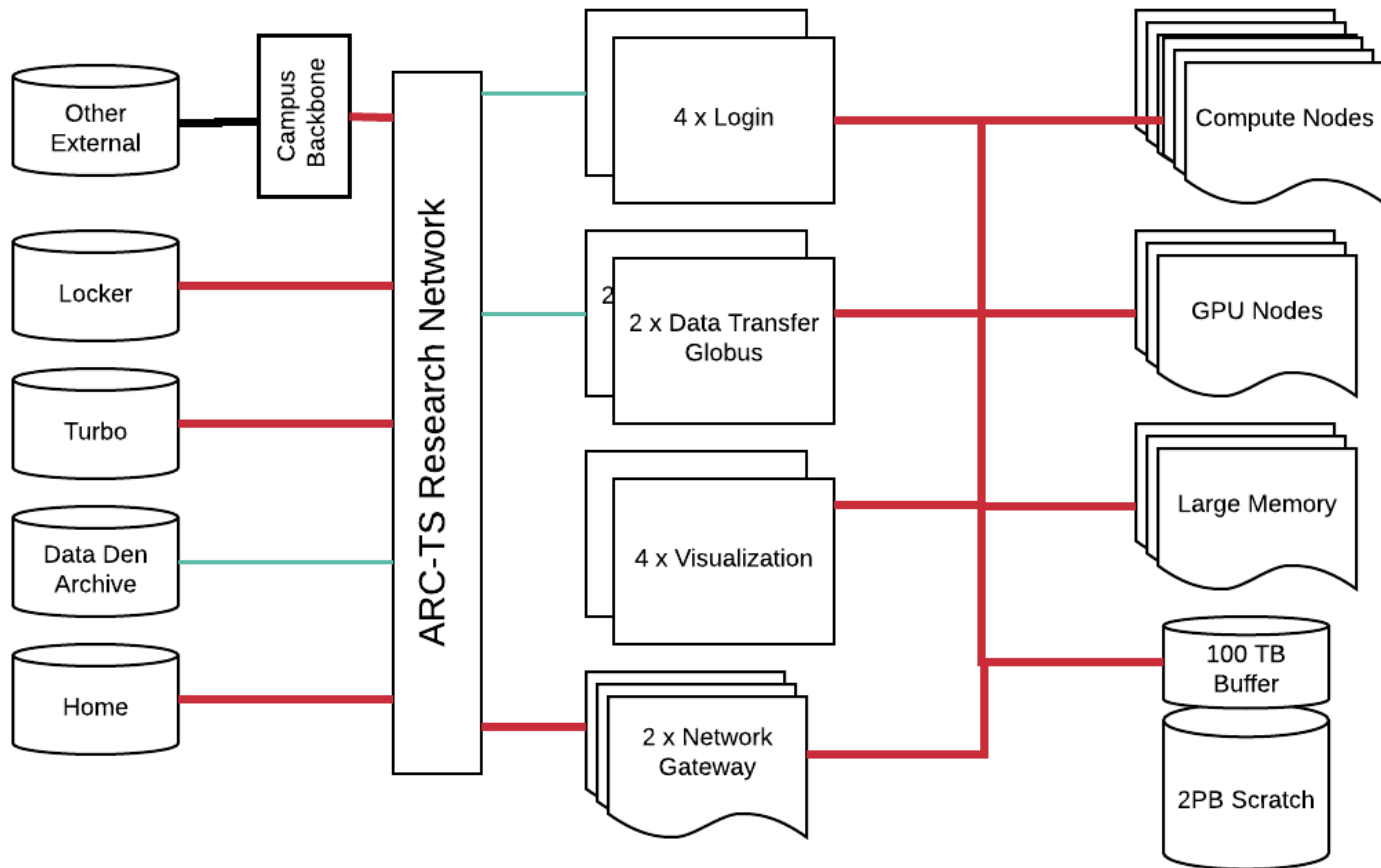 Other
External
Campus
Backbone
Locker
Turbo
Data Den
Archive
Home
ARC-TS Research Network
4 x Login
2
2 x Data Transfer
Globus
4 x Visualization
2 x Network
Gateway
Compute Nodes
GPU Nodes
Large Memory
100 TB
Buffer
2PB Scratch